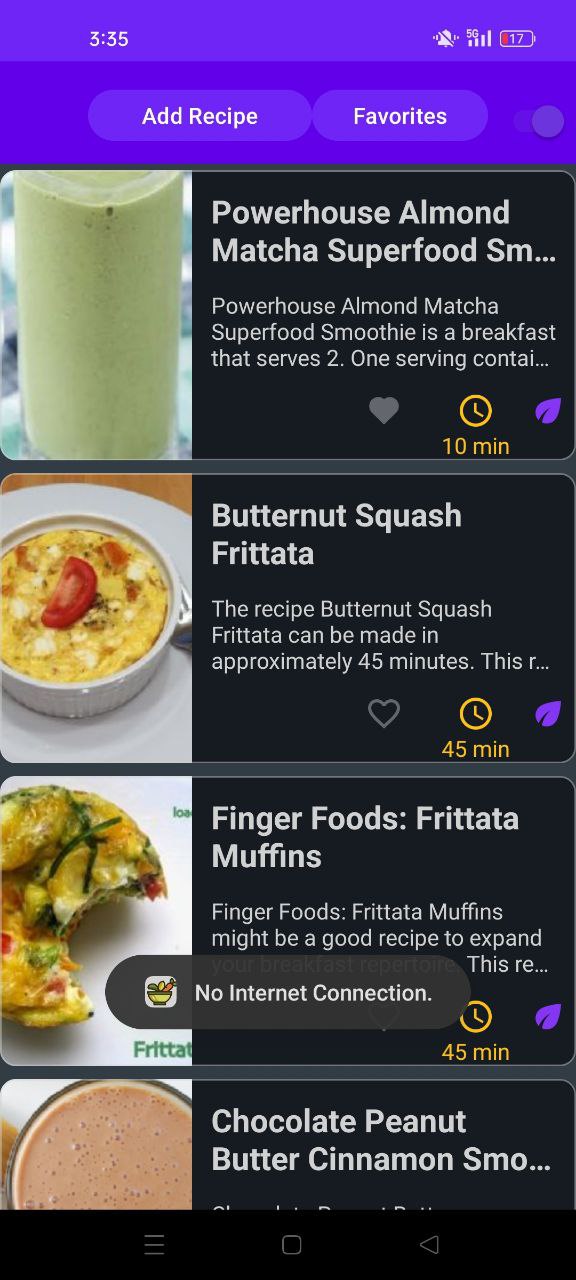 3:35
5G
17
Add Recipe
Favorites
Powerhouse Almond
Matcha Superfood Sm...
Powerhouse Almond Matcha
Superfood Smoothie is a breakfast
that serves 2. One serving contai...
10 min
Butternut Squash
Frittata
The recipe Butternut Squash
Frittata can be made in
approximately 45 minutes. This r...
45 min
Finger Foods: Frittata
Muffins
Finger Foods: Frittata Muffins
might be a good recipe to expand
your breakfast repertoire. This re...
No Internet Connection.
45 min
Frittat
Chocolate Peanut
Butter Cinnamon Smo...